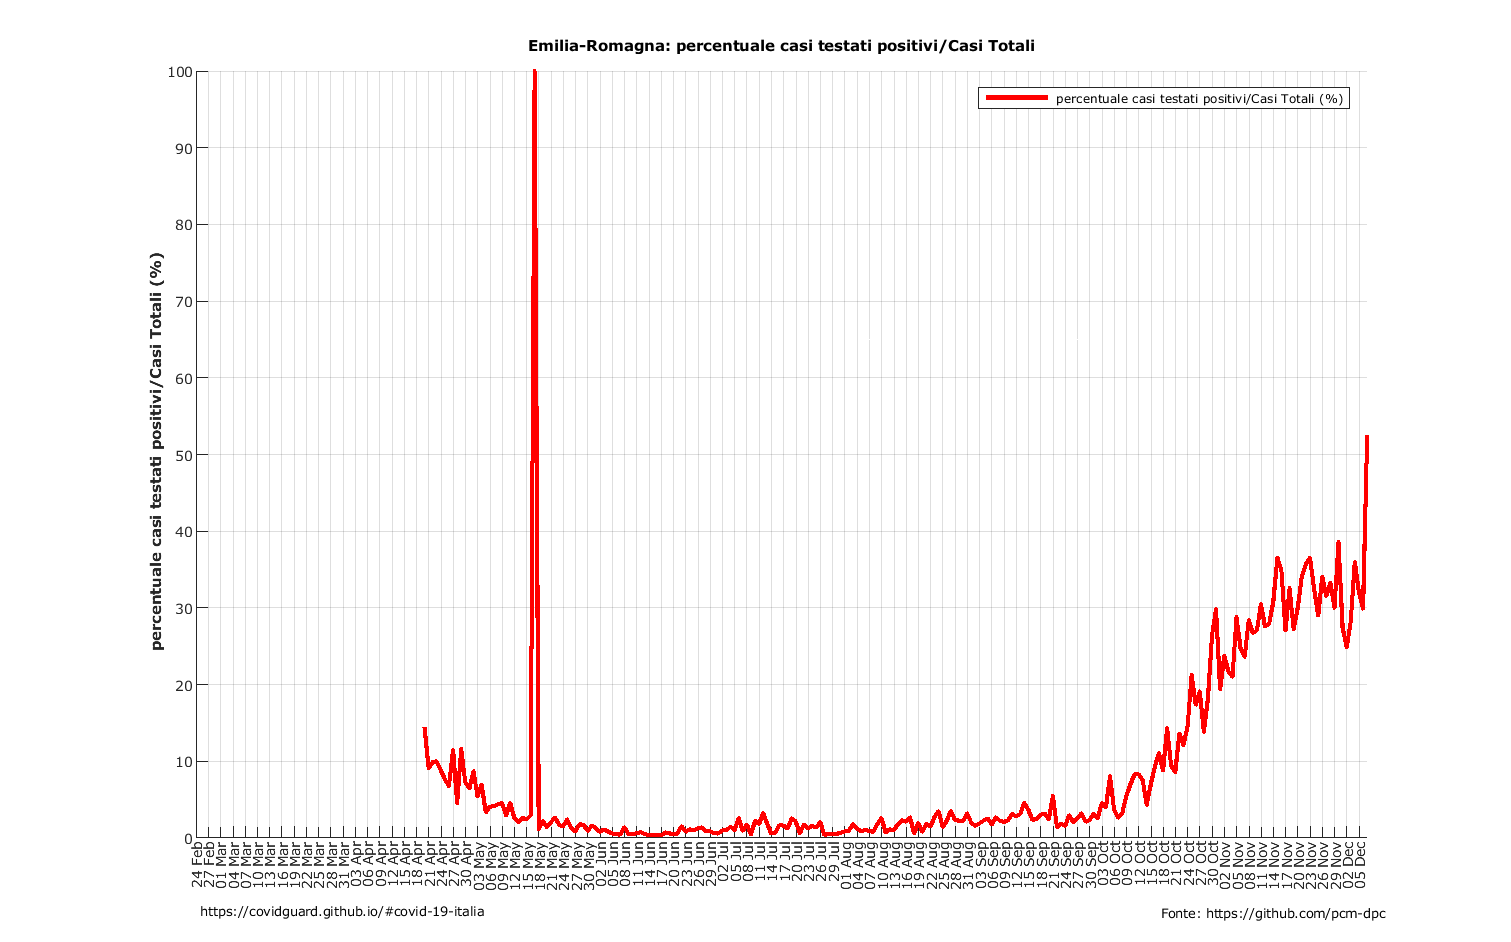 Emilia-Romagna: percentuale casi testati positivi/Casi Totali
percentuale casi testati positivi/Casi Totali (%)
percentuale casi testati positivi/Casi Totali (%)
100
90
80
70
60
50
40
30
20
10
0
24 Feb
27 Feb
01 Mar
04 Mar
07 Mar
10 Mar
13 Mar
16 Mar
19 Mar
22 Mar
25 Mar
28 Mar
31 Mar
03 Apr
06 Apr
09 Apr
12 Apr
15 Apr
18 Apr
21 Apr
24 Apr
27 Apr
30 Apr
03 May
06 May
09 May
12 May
15 May
18 May
21 May
24 May
27 May
30 May
02 Jun
05 Jun
08 Jun
11 Jun
14 Jun
17 Jun
20 Jun
23 Jun
26 Jun
29 Jun
02 Jul
05 Jul
08 Jul
11 Jul
14 Jul
17 Jul
20 Jul
23 Jul
26 Jul
29 Jul
01 Aug
04 Aug
07 Aug
10 Aug
13 Aug
16 Aug
19 Aug
22 Aug
25 Aug
28 Aug
31 Aug
03 Sep
06 Sep
09 Sep
12 Sep
15 Sep
18 Sep
21 Sep
24 Sep
27 Sep
30 Sep
03 Oct
06 Oct
09 Oct
12 Oct
15 Oct
18 Oct
21 Oct
24 Oct
27 Oct
30 Oct
02 Nov
05 Nov
08 Nov
11 Nov
14 Nov
17 Nov
20 Nov
23 Nov
26 Nov
29 Nov
02 Dec
05 Dec
https://covidguard.github.io/#covid-19-italia
Fonte: https://github.com/pcm-dpc